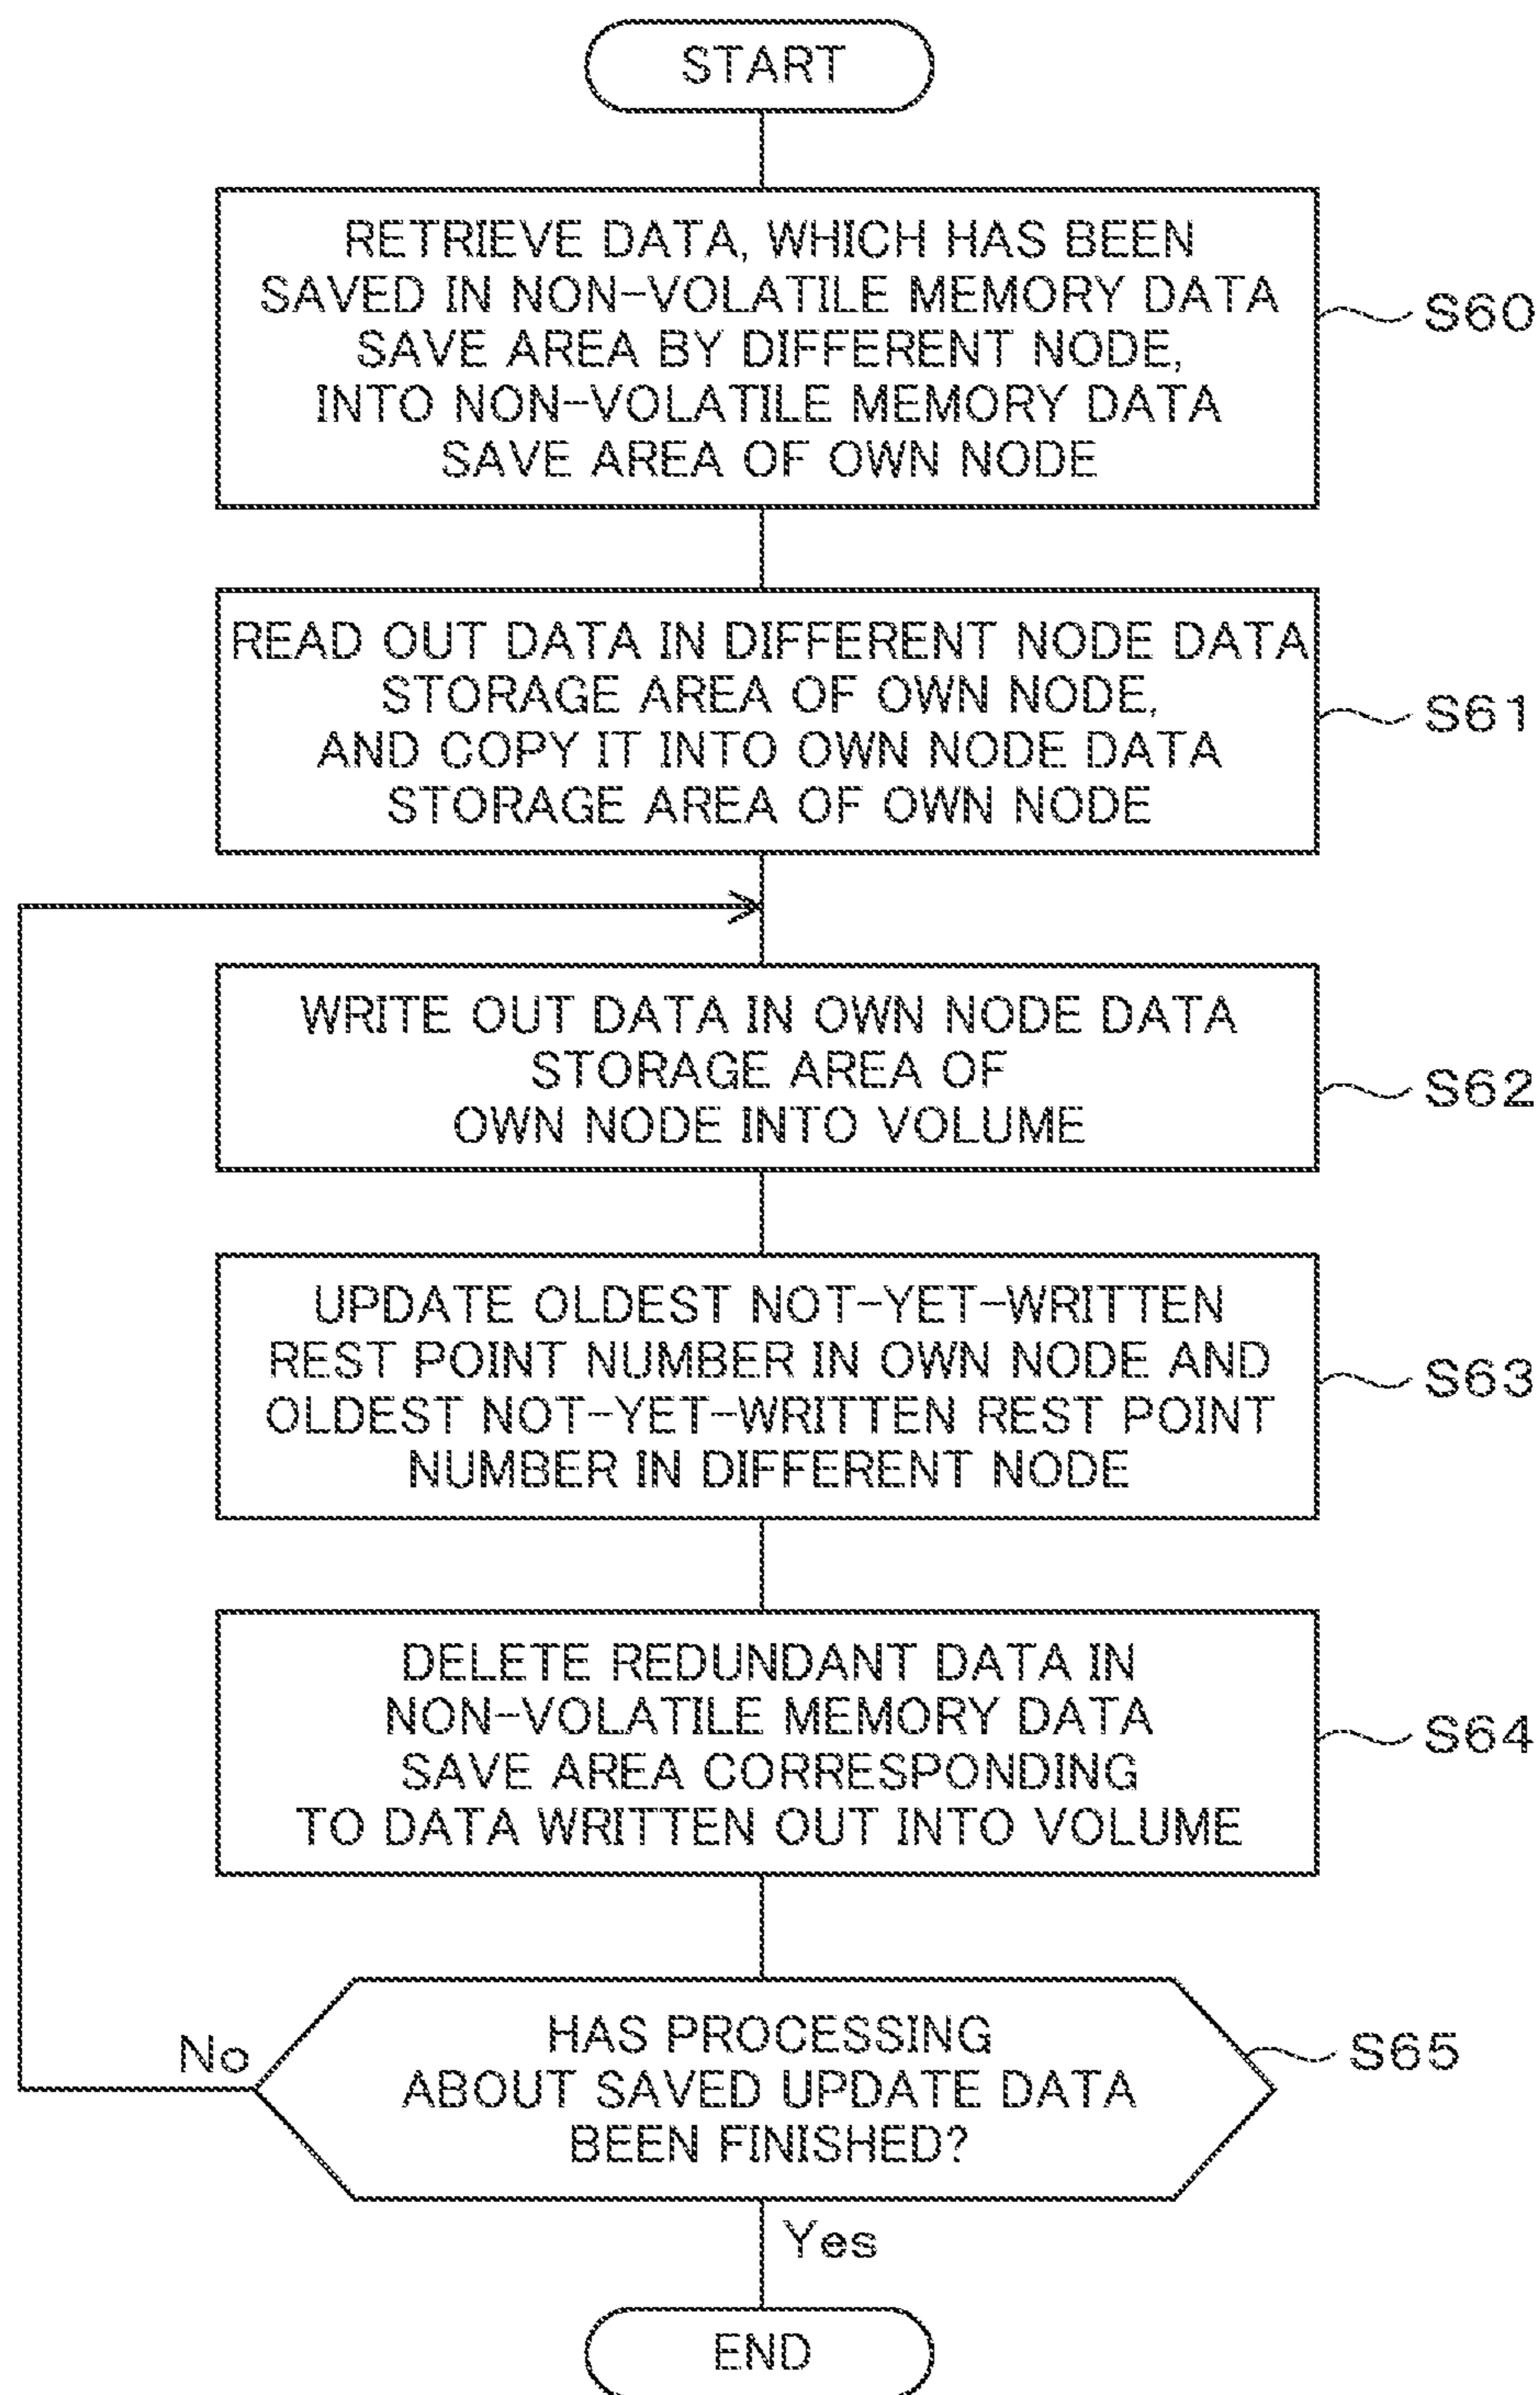 START
RETRIEVE DATA, WHICH HAS BEEN
SAVED IN NON-VOLATILE MEMORY DATA
SAVE AREA BY DIFFERENT NODE,
INTO NON-VOLATILE MEMORY DATA
SAVE AREA OF OWN NODE
S60
READ OUT DATA IN DIFFERENT NODE DATA
STORAGE AREA OF OWN NODE,
AND COPY IT INTO OWN NODE DATA
STORAGE AREA OF OWN NODE
S61
WRITE OUT DATA IN OWN NODE DATA
STORAGE AREA OF
OWN NODE INTO VOLUME
S62
UPDATE OLDEST NOT-YET-WRITTEN
REST POINT NUMBER IN OWN NODE AND
OLDEST NOT-YET-WRITTEN REST POINT
NUMBER IN DIFFERENT NODE
S63
DELETE REDUNDANT DATA IN
NON-VOLATILE MEMORY DATA
SAVE AREA CORRESPONDING
TO DATA WRITTEN OUT INTO VOLUME
S64
HAS PROCESSING
ABOUT SAVED UPDATE DATA
BEEN FINISHED?
S65
No
Yes
END